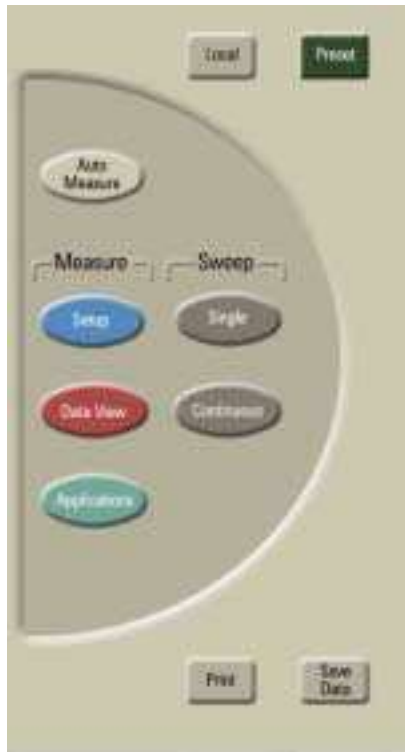 Local Preset
Auto
Measure
Measure Sweep
Setup Single
Data View Continuous
Applications
Print Save
Data